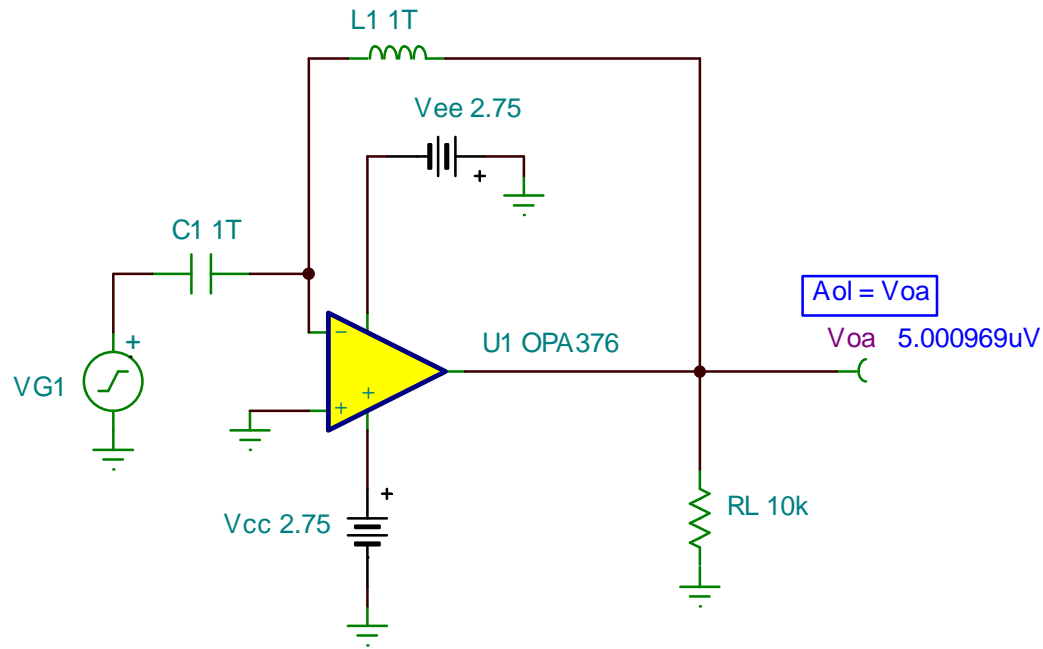 L1 1T
Vee 2.75
+
C1 1T
Aol = Voa
+
−
U1 OPA376
Voa 5.000969uV
VG1
+
+
+
Vcc 2.75
RL 10k